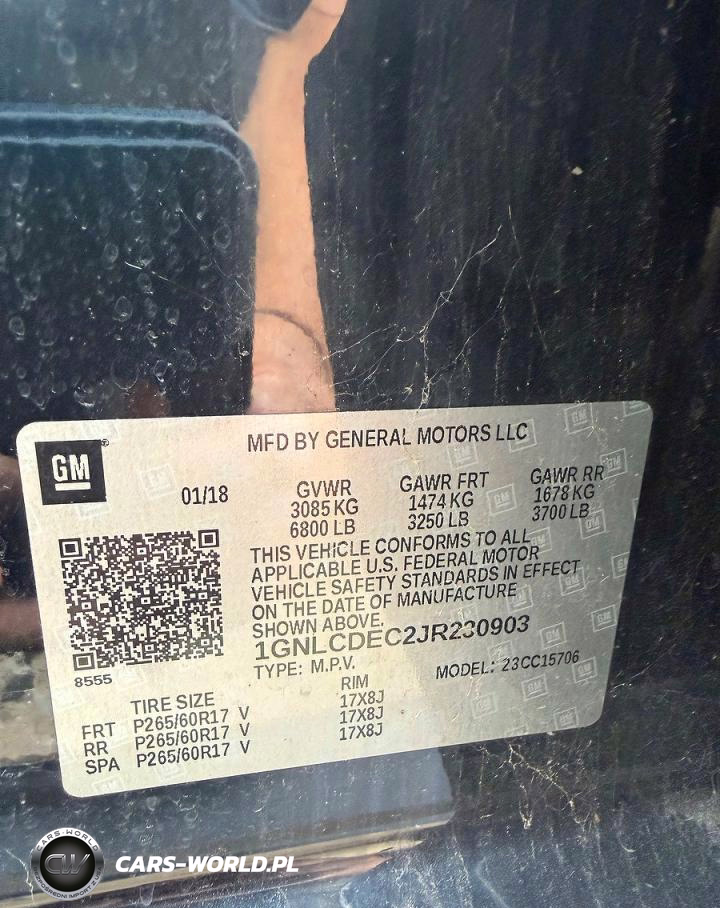 GM
MFD BY GENERAL MOTORS LLC
01/18
GVWR
3085 KG
6800 LB
GAWR FRT
1474 KG
3250 LB
GAWR RR
1678 KG
3700 LB
THIS VEHICLE CONFORMS TO ALL
APPLICABLE U.S. FEDERAL MOTOR
VEHICLE SAFETY STANDARDS IN EFFECT
ON THE DATE OF MANUFACTURE
SHOWN ABOVE.
1GNLCDEC2JR230903
8555
TYPE: M.P.V.
MODEL: 23CC15706
TIRE SIZE RIM
FRT P265/60R17 V 17X8J
RR P265/60R17 V 17X8J
SPA P265/60R17 V 17X8J
CARS-WORLD
CW
CARS-WORLD.PL